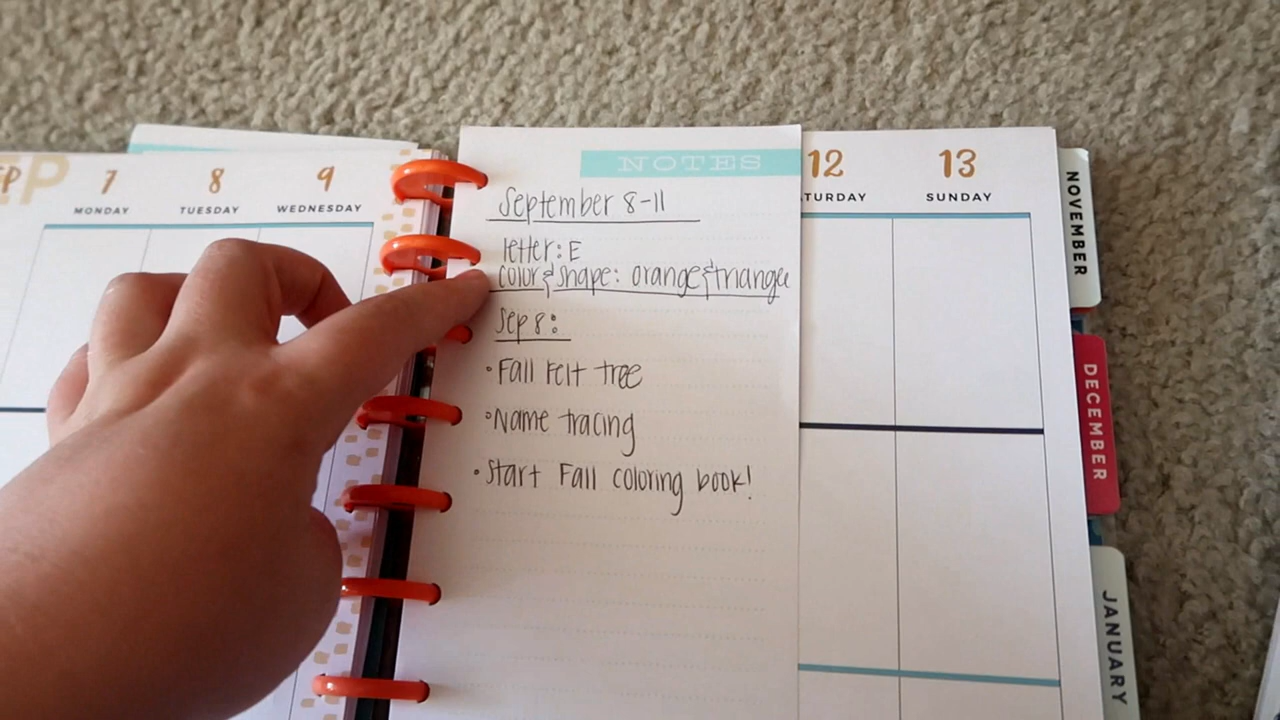 7
MONDAY
8
TUESDAY
9
WEDNESDAY
NOTES
September 8-11
letter: E
color & shape: orange & triangle
Sep 8:
• Fall Felt tree
• Name tracing
• Start Fall coloring book!
12
TURDAY
13
SUNDAY
NOVEMBER
DECEMBER
JANUARY